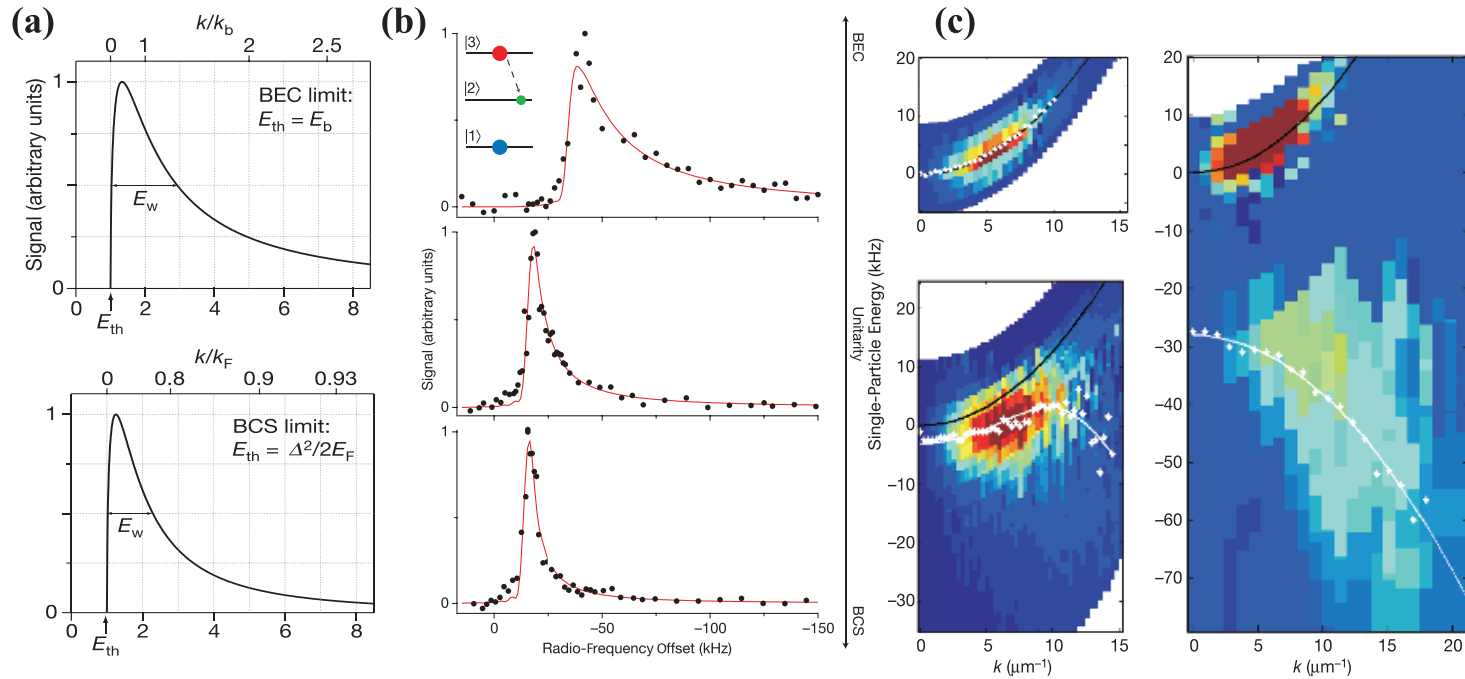 (a)
k/k_b
0 1 2 2.5
Signal (arbitrary units)
1
0
BEC limit:
E_th = E_b
E_w
0 2 4 6 8
E_th
k/k_F
0 0.8 0.9 0.93
1
0
BCS limit:
E_th = Δ²/2E_F
E_w
0 2 4 6 8
E_th
(b)
|3⟩
|2⟩
|1⟩
1
0
Signal (arbitrary units)
1
0
1
0
0 −50 −100 −150
Radio-Frequency Offset (kHz)
BEC
Unitarity
BCS
(c)
Single-Particle Energy (kHz)
20
10
0
0 5 10 15
20
10
0
−10
−20
−30
0 5 10 15
k (μm⁻¹)
20
10
0
−10
−20
−30
−40
−50
−60
−70
0 5 10 15 20
k (μm⁻¹)